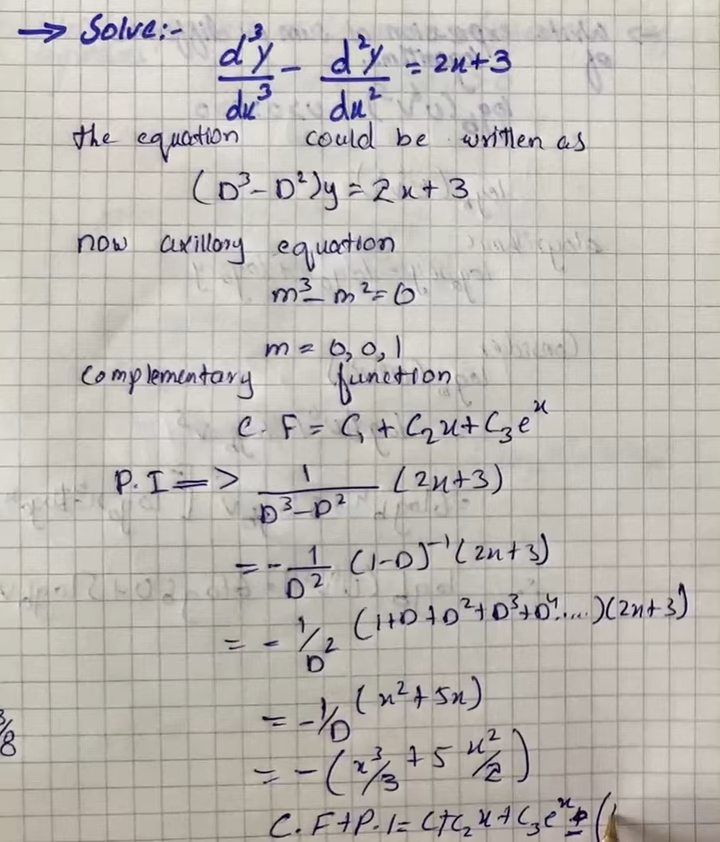 → Solve:-
d³y/dx³ - d²y/dx² = 2x+3
the equation could be written as
(D³-D²)y = 2x+3
now axillory equation
m³-m²=0
m = 0,0,1
Complementary function
C.F = C₁ + C₂x + C₃eˣ
P.I => 1/(D³-D²) (2x+3)
= -1/D² (1-D)⁻¹ (2x+3)
= -1/D² (1+D+D²+D³+D⁴....)(2x+3)
= -1/D (x²+5x)
= -(x³/3 + 5 x²/2)
C.F+P.I = C+C₂x+C₃eˣ